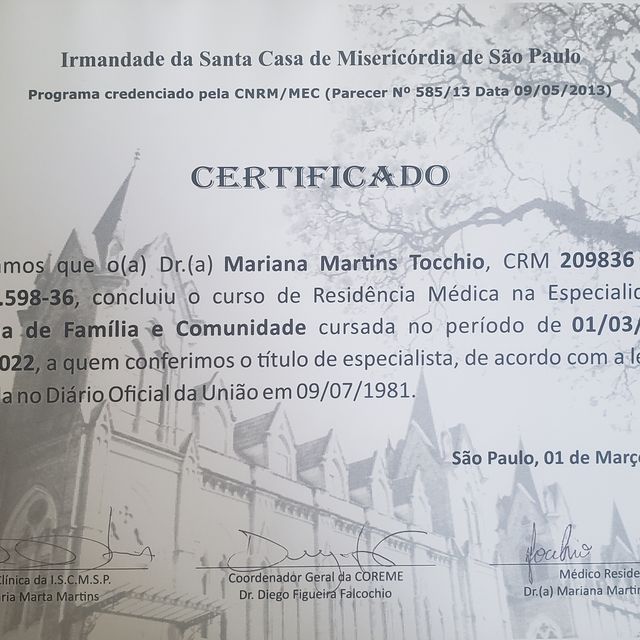 Irmandade da Santa Casa de Misericórdia de São Paulo
Programa credenciado pela CNRM/MEC (Parecer Nº 585/13 Data 09/05/2013)
CERTIFICADO
amos que o(a) Dr.(a) Mariana Martins Tocchio, CRM 209836
.598-36, concluiu o curso de Residência Médica na Especialid
a de Família e Comunidade cursada no período de 01/03/
022, a quem conferimos o título de especialista, de acordo com a le
a no Diário Oficial da União em 09/07/1981.
São Paulo, 01 de Març
Tocchio
Clínica da I.S.C.M.S.P. Coordenador Geral da COREME Médico Reside
ria Marta Martins Dr. Diego Figueira Falcochio Dr.(a) Mariana Martin